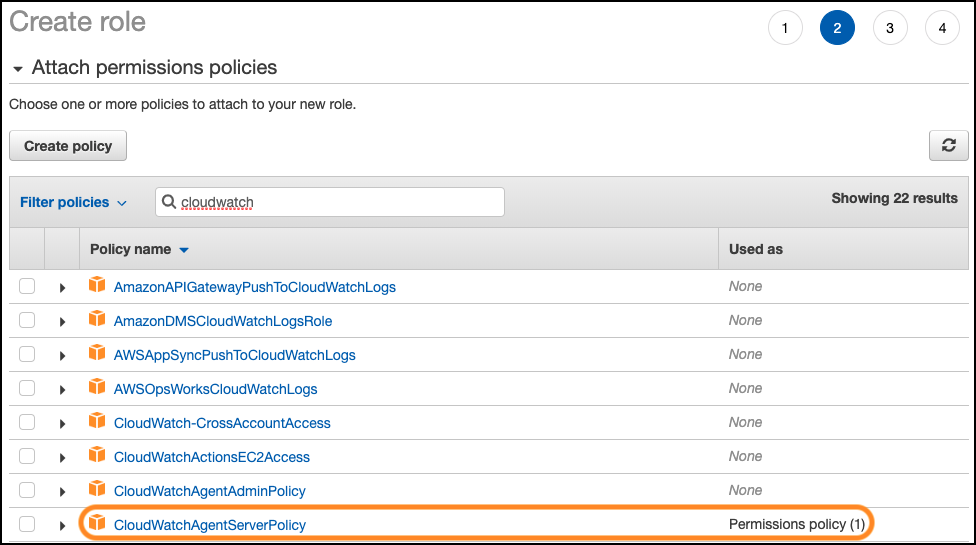 Create role
1 2 3 4
Attach permissions policies
Choose one or more policies to attach to your new role.
Create policy
Filter policies cloudwatch Showing 22 results
Policy name Used as
AmazonAPIGatewayPushToCloudWatchLogs None
AmazonDMSCloudWatchLogsRole None
AWSAppSyncPushToCloudWatchLogs None
AWSOpsWorksCloudWatchLogs None
CloudWatch-CrossAccountAccess None
CloudWatchActionsEC2Access None
CloudWatchAgentAdminPolicy None
CloudWatchAgentServerPolicy Permissions policy (1)